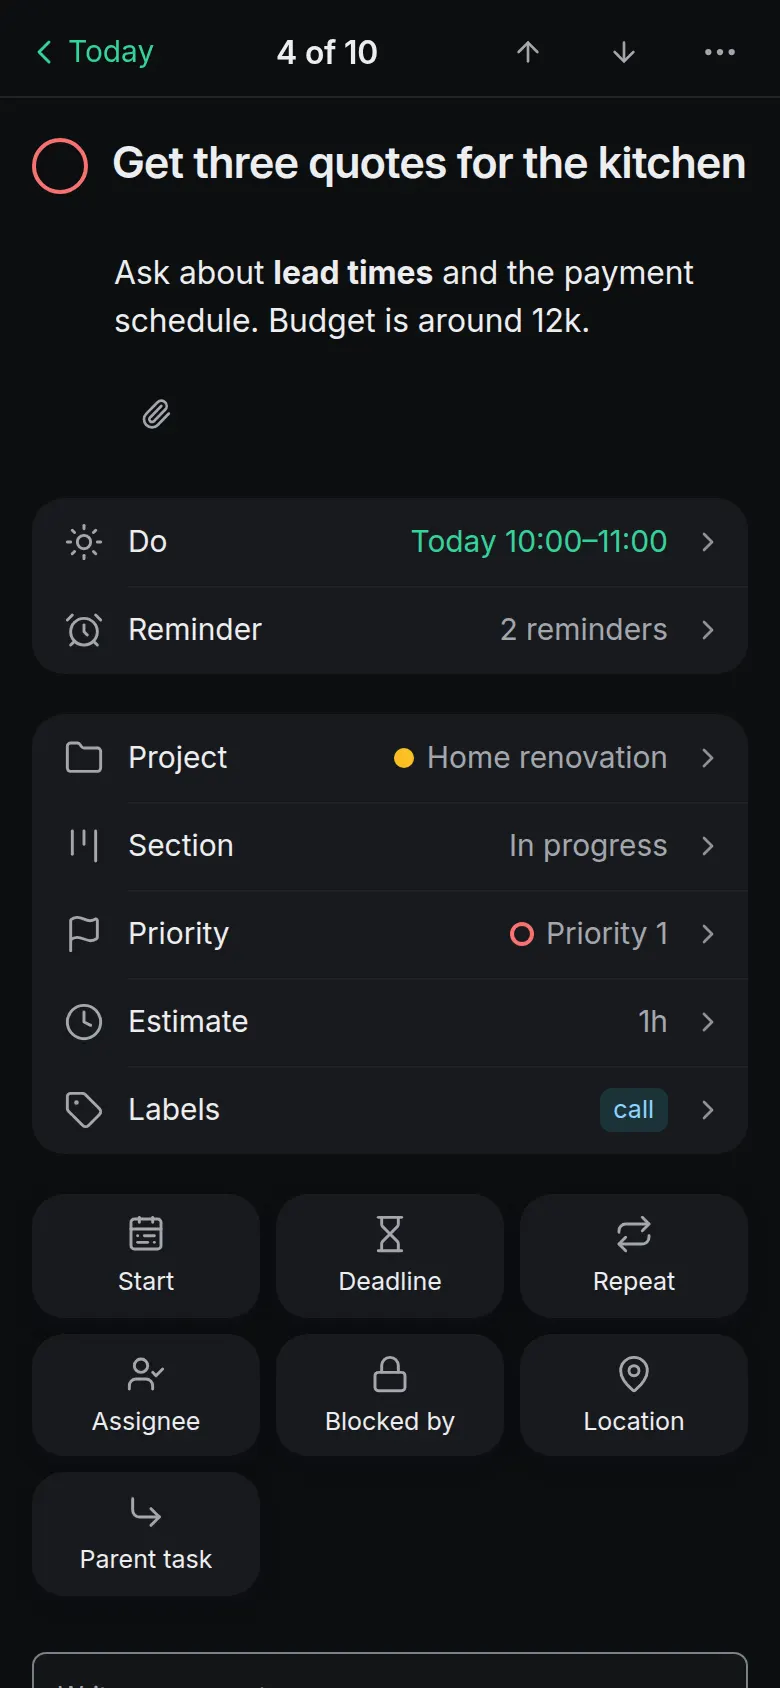 Today
4 of 10
Get three quotes for the kitchen
Ask about lead times and the payment
schedule. Budget is around 12k.
Do
Today 10:00–11:00
Reminder
2 reminders
Project
Home renovation
Section
In progress
Priority
Priority 1
Estimate
1h
Labels
call
Start
Deadline
Repeat
Assignee
Blocked by
Location
Parent task